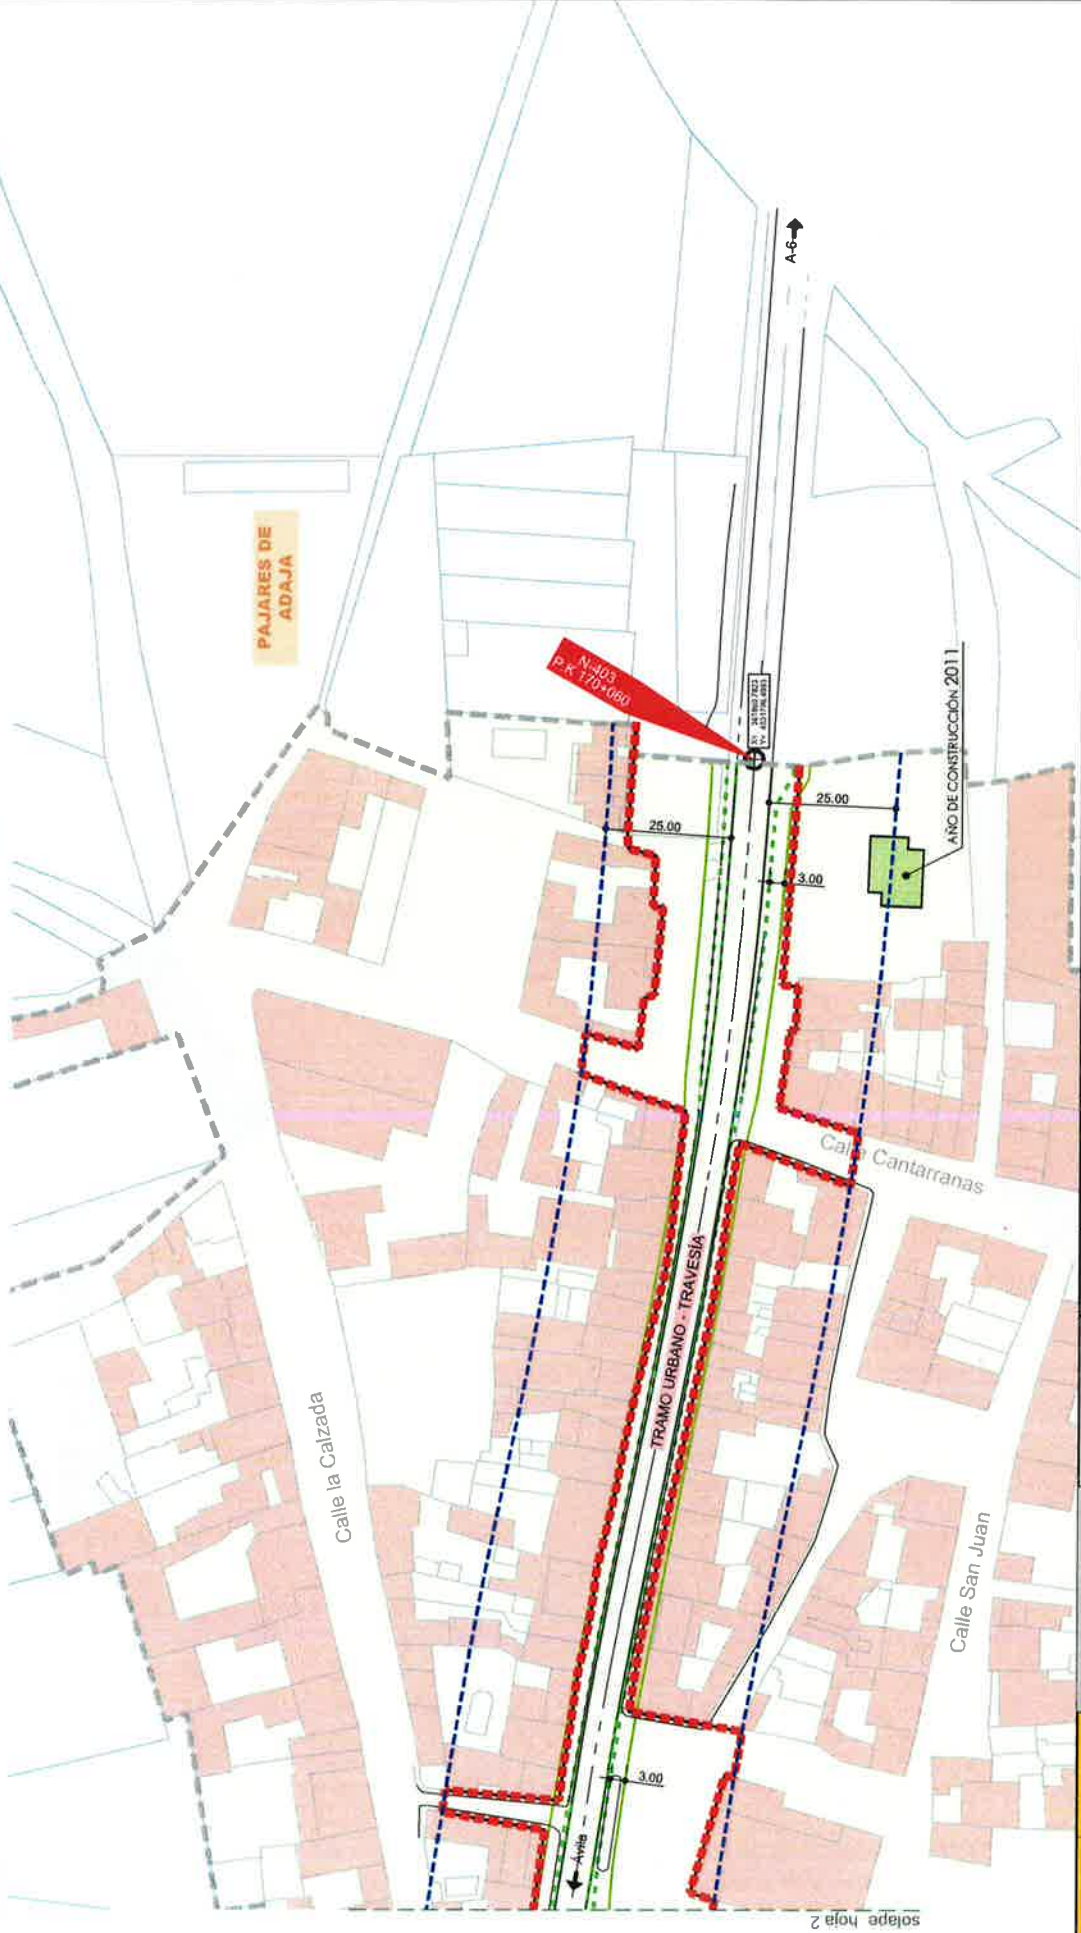 A-6
PAJARES DE
ADAJA
N-403
P.K 170+060
25.00
25.00
3.00
AÑO DE CONSTRUCCIÓN 2011
Calle Cantarranas
TRAMO URBANO - TRAVESÍA
Calle la Calzada
Calle San Juan
3.00
Ávila
solape hoja 2